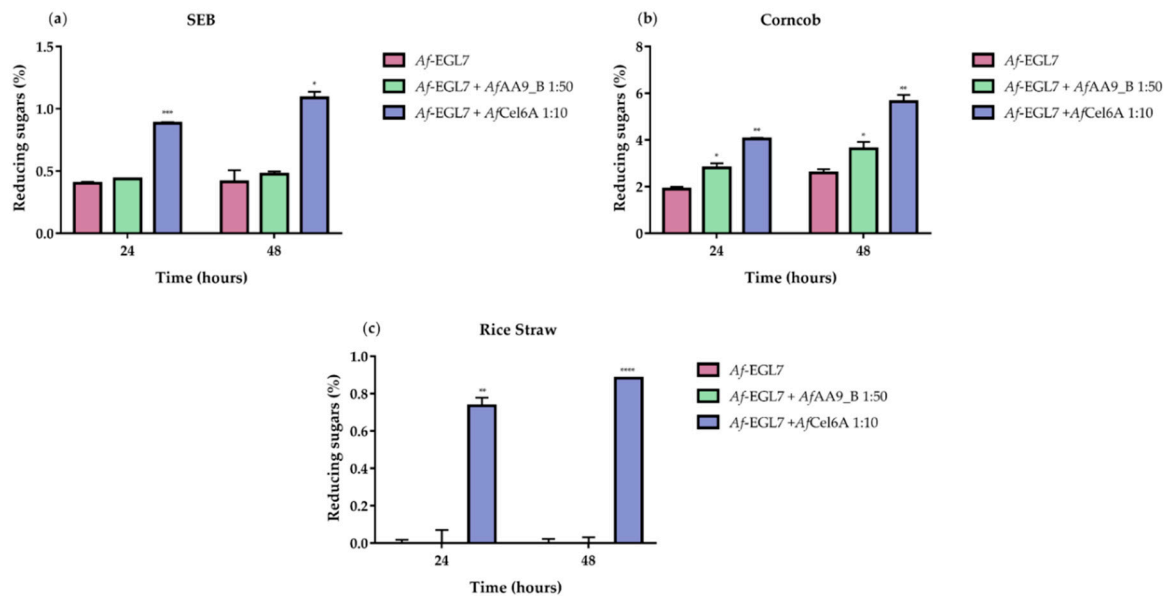 (a) SEB
1.5
1.0
0.5
0.0
Reducing sugars (%)
***
*
24 48
Time (hours)
Af-EGL7
Af-EGL7 + AfAA9_B 1:50
Af-EGL7 + AfCel6A 1:10
(b) Corncob
8
6
4
2
0
Reducing sugars (%)
*
**
*
**
24 48
Time (hours)
Af-EGL7
Af-EGL7 + AfAA9_B 1:50
Af-EGL7 +AfCel6A 1:10
(c) Rice Straw
1.0
0.8
0.6
0.4
0.2
0.0
Reducing sugars (%)
**
****
24 48
Time (hours)
Af-EGL7
Af-EGL7 + AfAA9_B 1:50
Af-EGL7 +AfCel6A 1:10